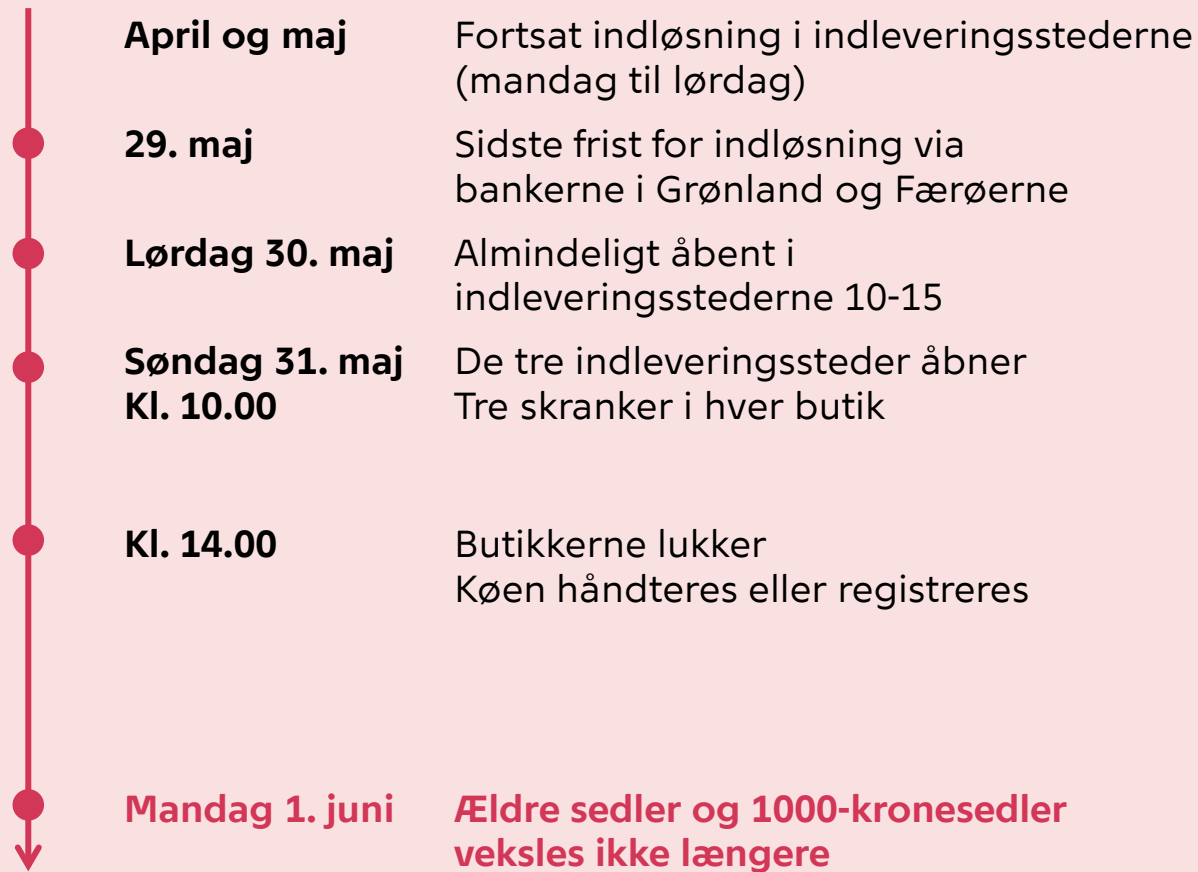 April og maj Fortsat indløsning i indleveringsstederne
(mandag til lørdag)
29. maj Sidste frist for indløsning via
bankerne i Grønland og Færøerne
Lørdag 30. maj Almindeligt åbent i
indleveringsstederne 10-15
Søndag 31. maj De tre indleveringssteder åbner
Kl. 10.00 Tre skranker i hver butik
Kl. 14.00 Butikkerne lukker
Køen håndteres eller registreres
Mandag 1. juni Ældre sedler og 1000-kronesedler
veksles ikke længere